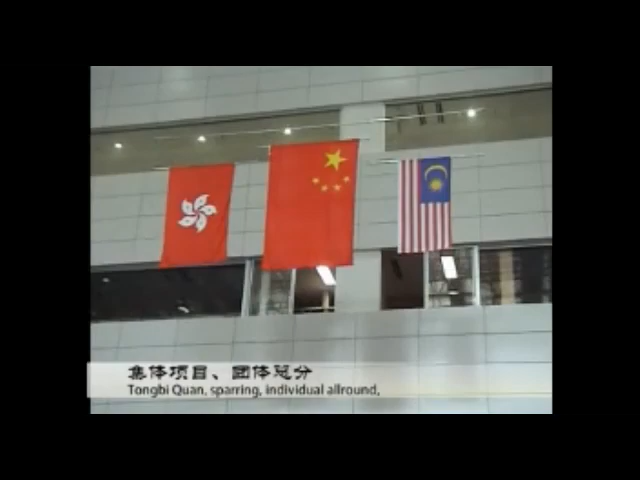 集体项目、团体总分
Tongbi Quan, sparring, individual allround,